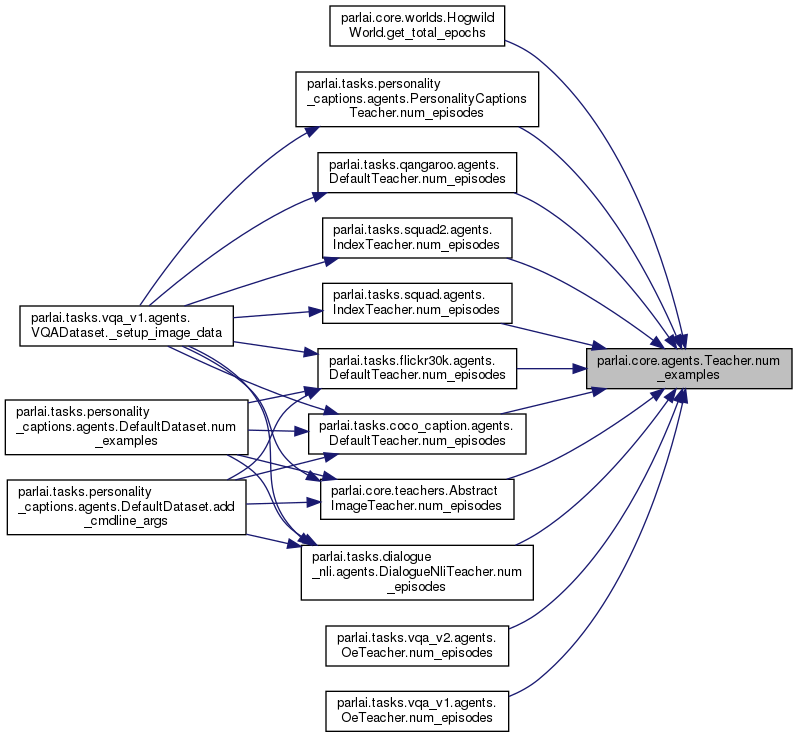 parlai.core.worlds.Hogwild
World.get_total_epochs
parlai.tasks.personality
_captions.agents.PersonalityCaptions
Teacher.num_episodes
parlai.tasks.qangaroo.agents.
DefaultTeacher.num_episodes
parlai.tasks.squad2.agents.
IndexTeacher.num_episodes
parlai.tasks.squad.agents.
IndexTeacher.num_episodes
parlai.tasks.vqa_v1.agents.
VQADataset._setup_image_data
parlai.tasks.flickr30k.agents.
DefaultTeacher.num_episodes
parlai.core.agents.Teacher.num
_examples
parlai.tasks.personality
_captions.agents.DefaultDataset.num
_examples
parlai.tasks.coco_caption.agents.
DefaultTeacher.num_episodes
parlai.tasks.personality
_captions.agents.DefaultDataset.add
_cmdline_args
parlai.core.teachers.Abstract
ImageTeacher.num_episodes
parlai.tasks.dialogue
_nli.agents.DialogueNliTeacher.num
_episodes
parlai.tasks.vqa_v2.agents.
OeTeacher.num_episodes
parlai.tasks.vqa_v1.agents.
OeTeacher.num_episodes